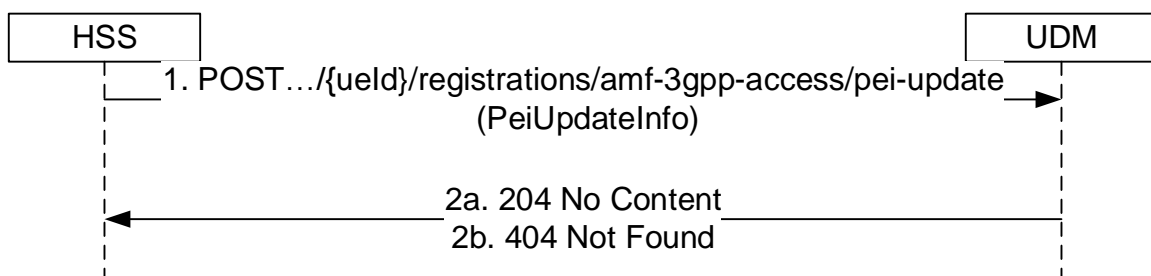 HSS
UDM
1. POST…/{ueId}/registrations/amf-3gpp-access/pei-update
(PeiUpdateInfo)
2a. 204 No Content
2b. 404 Not Found